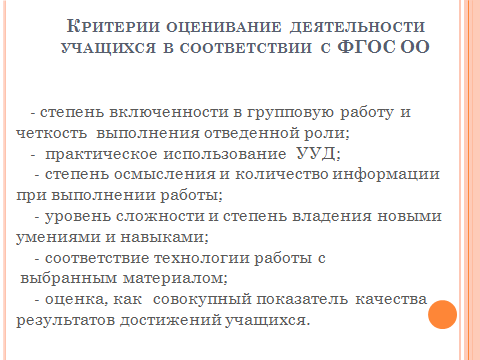 Критерии оценивание деятельности
учащихся в соответствии с ФГОС ОО
- степень включенности в групповую работу и
четкость выполнения отведенной роли;
- практическое использование УУД;
- степень осмысления и количество информации
при выполнении работы;
- уровень сложности и степень владения новыми
умениями и навыками;
- соответствие технологии работы с
выбранным материалом;
- оценка, как совокупный показатель качества
результатов достижений учащихся.